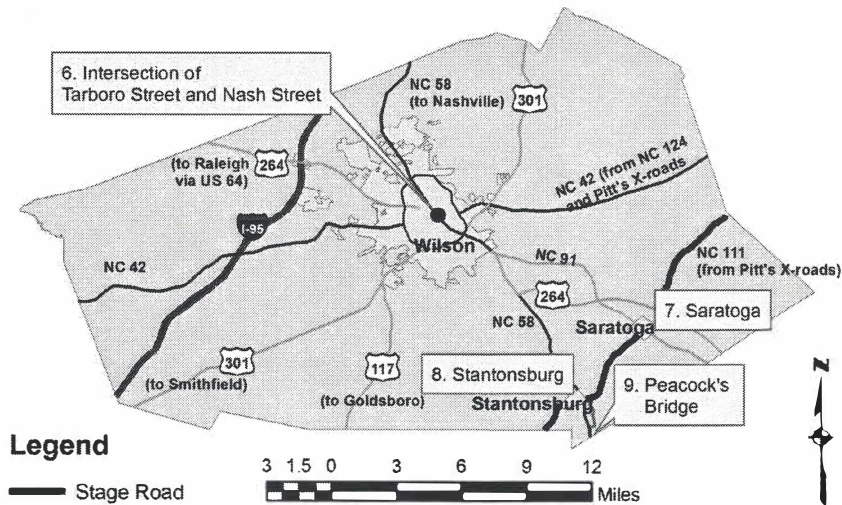 6. Intersection of
Tarboro Street and Nash Street
NC 58
(to Nashville)
301
(to Raleigh
via US 64)
264
I-95
NC 42 (from NC 124
and Pitt's X-roads
Wilson
NC 42
NC 91
NC 111
(from Pitt's X-roads)
264
7. Saratoga
Saratoga
NC 58
301
(to Smithfield)
117
(to Goldsboro)
8. Stantonsburg
Stantonsburg
9. Peacock's
Bridge
N
Legend
Stage Road
3 1.5 0 3 6 9 12
Miles